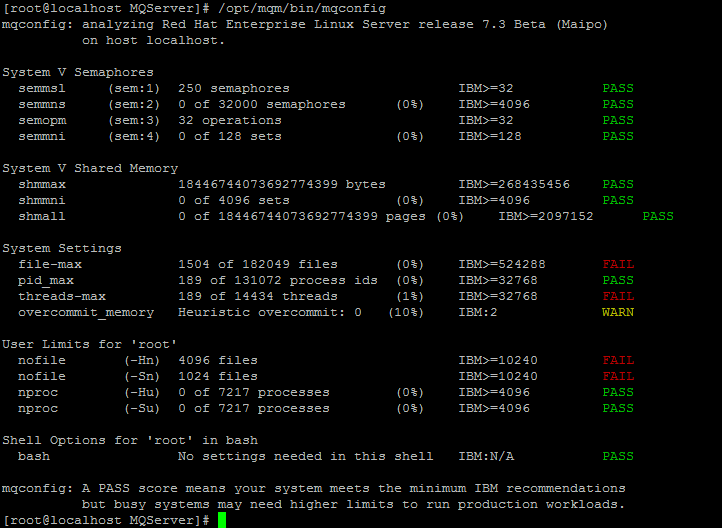 [root@localhost MQServer]# /opt/mqm/bin/mqconfig
mqconfig: analyzing Red Hat Enterprise Linux Server release 7.3 Beta (Maipo)
          on host localhost.

System V Semaphores
  semmsl     (sem:1)  250 semaphores                     IBM>=32           PASS
  semmns     (sem:2)  0 of 32000 semaphores      (0%)    IBM>=4096         PASS
  semopm     (sem:3)  32 operations                      IBM>=32           PASS
  semmni     (sem:4)  0 of 128 sets              (0%)    IBM>=128          PASS

System V Shared Memory
  shmmax              18446744073692774399 bytes         IBM>=268435456    PASS
  shmmni              0 of 4096 sets             (0%)    IBM>=4096         PASS
  shmall              0 of 18446744073692774399 pages (0%)    IBM>=2097152      PASS

System Settings
  file-max            1504 of 182049 files       (0%)    IBM>=524288       FAIL
  pid_max             189 of 131072 process ids  (0%)    IBM>=32768        PASS
  threads-max         189 of 14434 threads       (1%)    IBM>=32768        FAIL
  overcommit_memory   Heuristic overcommit: 0   (10%)    IBM:2             WARN

User Limits for 'root'
  nofile       (-Hn)  4096 files                         IBM>=10240        FAIL
  nofile       (-Sn)  1024 files                         IBM>=10240        FAIL
  nproc        (-Hu)  0 of 7217 processes        (0%)    IBM>=4096         PASS
  nproc        (-Su)  0 of 7217 processes        (0%)    IBM>=4096         PASS

Shell Options for 'root' in bash
  bash                No settings needed in this shell   IBM:N/A           PASS

mqconfig: A PASS score means your system meets the minimum IBM recommendations
          but busy systems may need higher limits to run production workloads.
[root@localhost MQServer]#